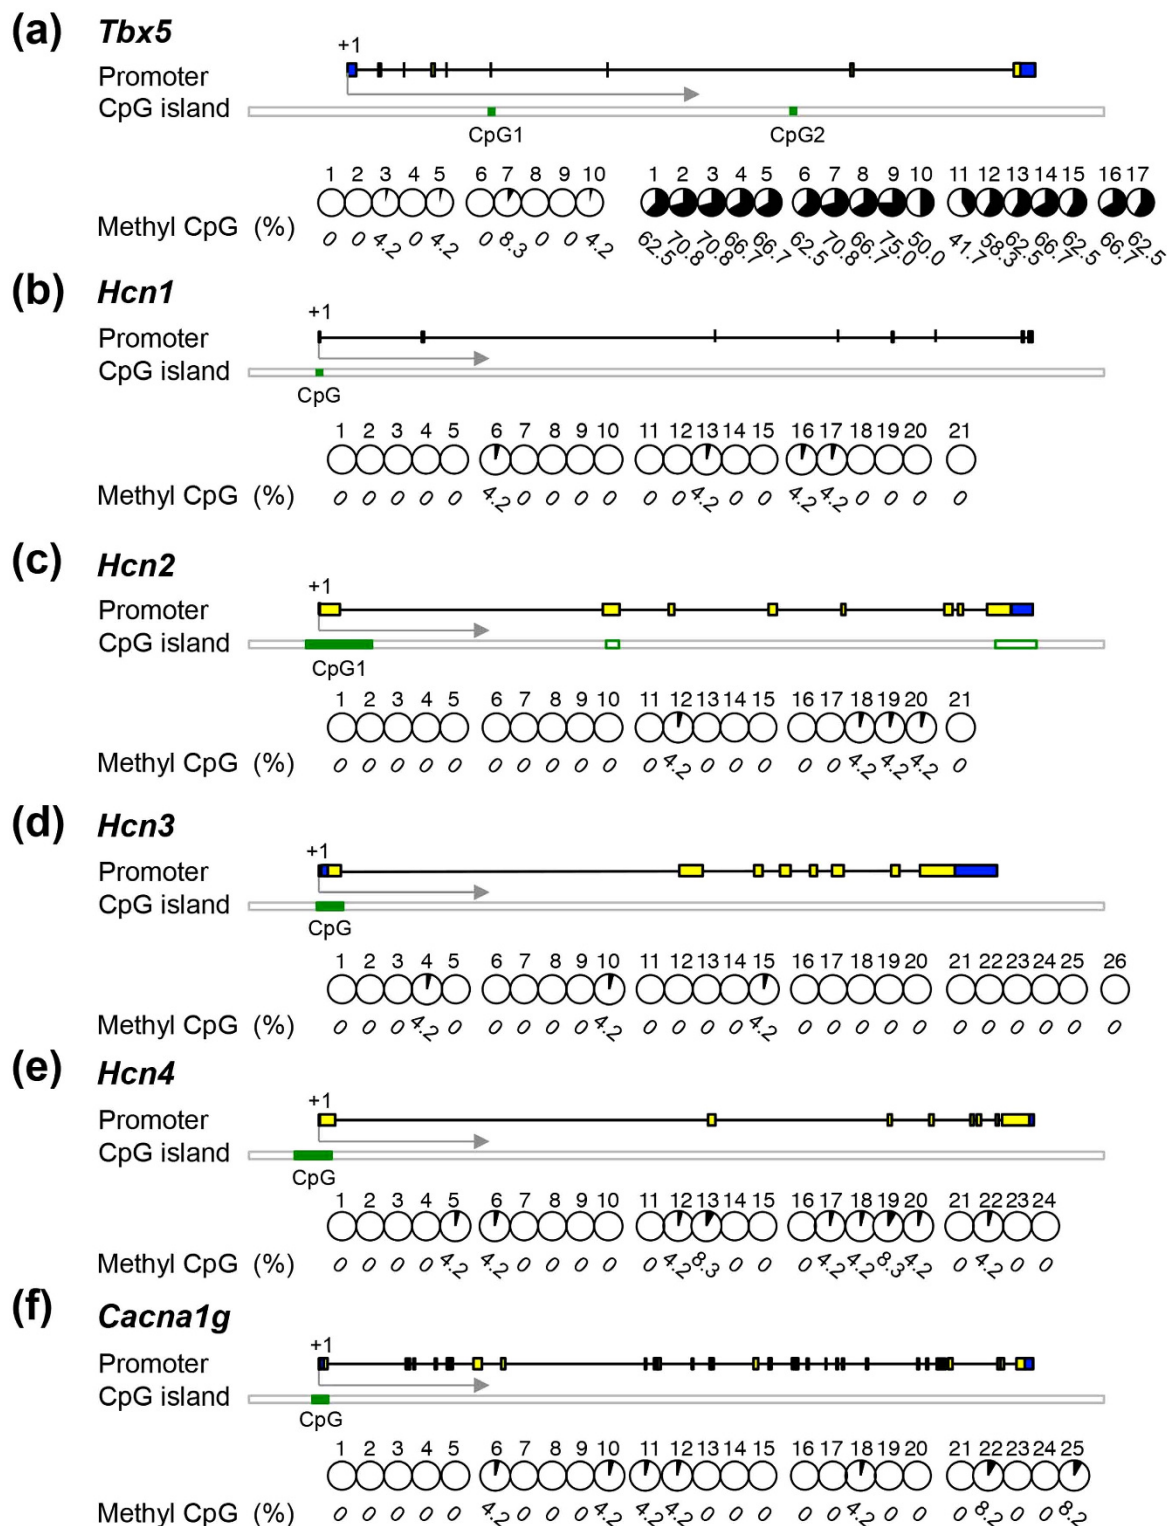 (a) Tbx5
+1
Promoter
CpG island
CpG1 CpG2
1 2 3 4 5 6 7 8 9 10 1 2 3 4 5 6 7 8 9 10 11 12 13 14 15 16 17
Methyl CpG (%) 0 0 4.2 0 4.2 0 8.3 0 0 4.2 62.5 70.8 70.8 66.7 66.7 62.5 70.8 66.7 75.0 50.0 41.7 58.3 62.5 66.7 62.5 66.7 62.5
(b) Hcn1
+1
Promoter
CpG island
CpG
1 2 3 4 5 6 7 8 9 10 11 12 13 14 15 16 17 18 19 20 21
Methyl CpG (%) 0 0 0 0 0 4.2 0 0 0 0 0 0 4.2 0 0 4.2 4.2 0 0 0 0
(c) Hcn2
+1
Promoter
CpG island
CpG1
1 2 3 4 5 6 7 8 9 10 11 12 13 14 15 16 17 18 19 20 21
Methyl CpG (%) 0 0 0 0 0 0 0 0 0 0 0 4.2 0 0 0 0 0 4.2 4.2 4.2 0
(d) Hcn3
+1
Promoter
CpG island
CpG
1 2 3 4 5 6 7 8 9 10 11 12 13 14 15 16 17 18 19 20 21 22 23 24 25 26
Methyl CpG (%) 0 0 0 4.2 0 0 0 0 0 4.2 0 0 0 0 4.2 0 0 0 0 0 0 0 0 0 0 0
(e) Hcn4
+1
Promoter
CpG island
CpG
1 2 3 4 5 6 7 8 9 10 11 12 13 14 15 16 17 18 19 20 21 22 23 24
Methyl CpG (%) 0 0 0 0 4.2 4.2 0 0 0 0 0 4.2 8.3 0 0 0 4.2 4.2 8.3 4.2 0 4.2 0 0
(f) Cacna1g
+1
Promoter
CpG island
CpG
1 2 3 4 5 6 7 8 9 10 11 12 13 14 15 16 17 18 19 20 21 22 23 24 25
Methyl CpG (%) 0 0 0 0 0 4.2 0 0 0 4.2 4.2 4.2 0 0 0 0 0 4.2 0 0 0 8.2 0 0 8.2